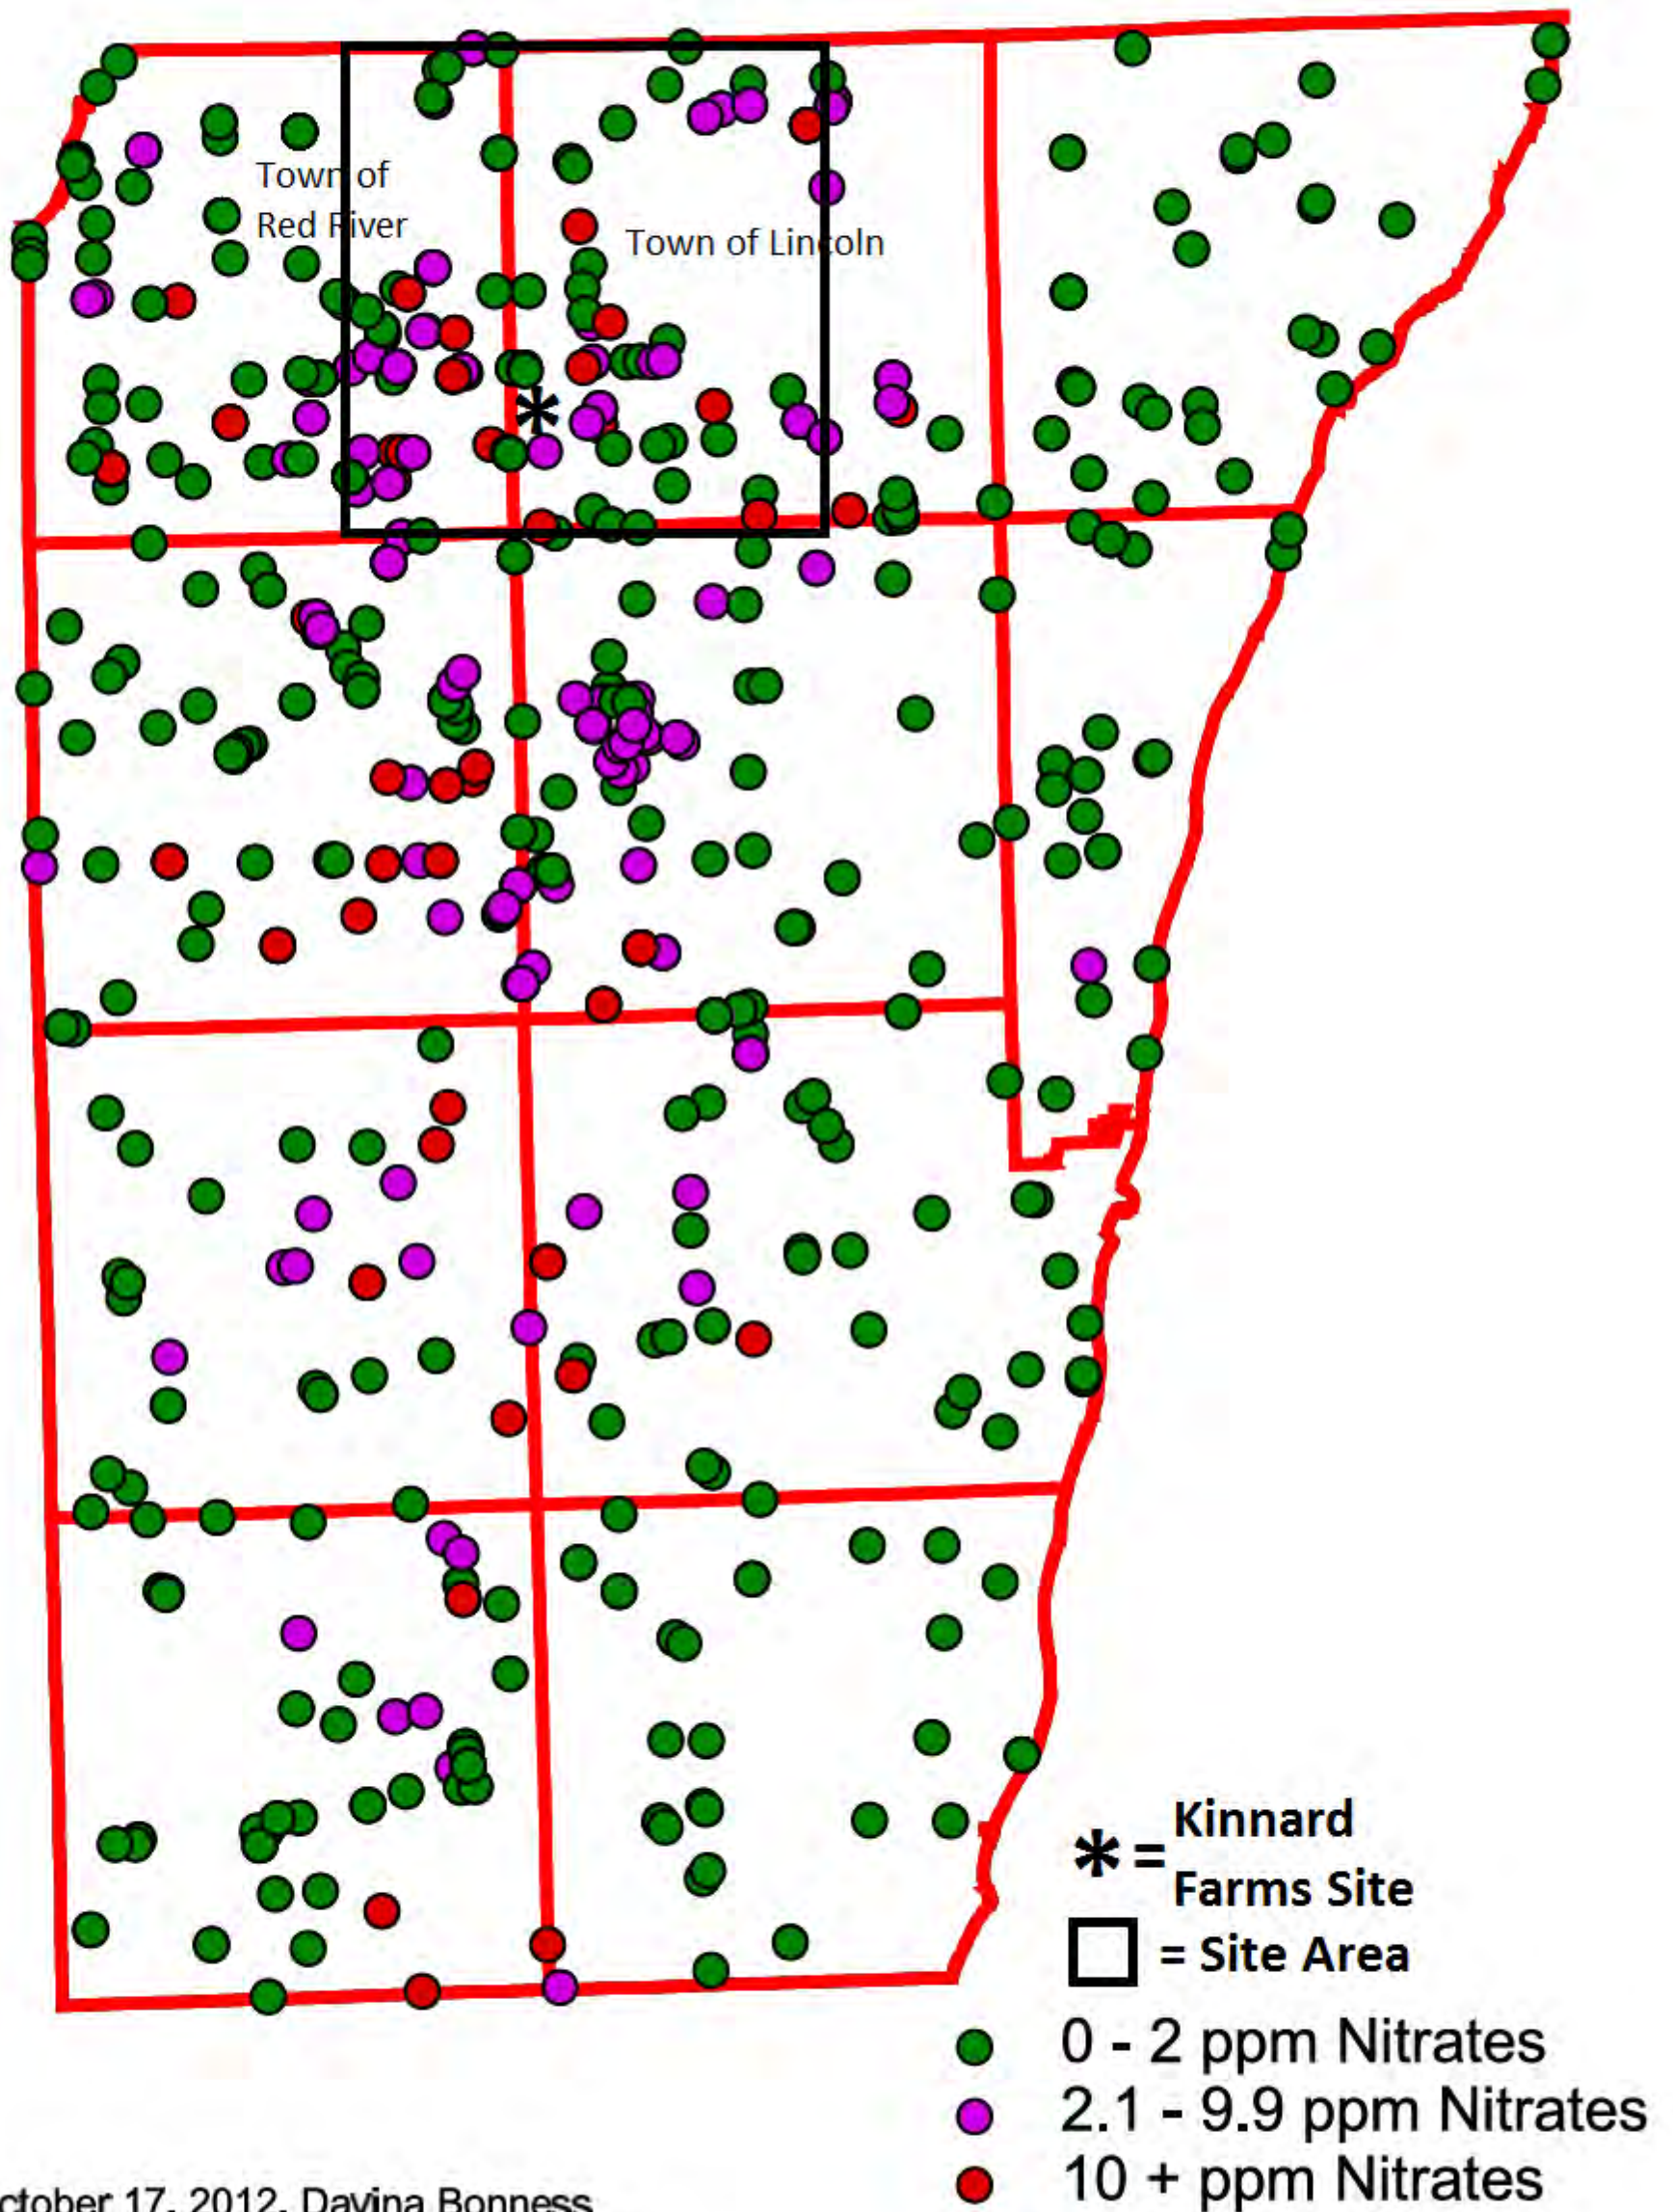 Town of
Red River
Town of Lincoln
*
* = Kinnard
Farms Site
= Site Area
0 - 2 ppm Nitrates
2.1 - 9.9 ppm Nitrates
10 + ppm Nitrates
ctober 17, 2012, Davina Bonness